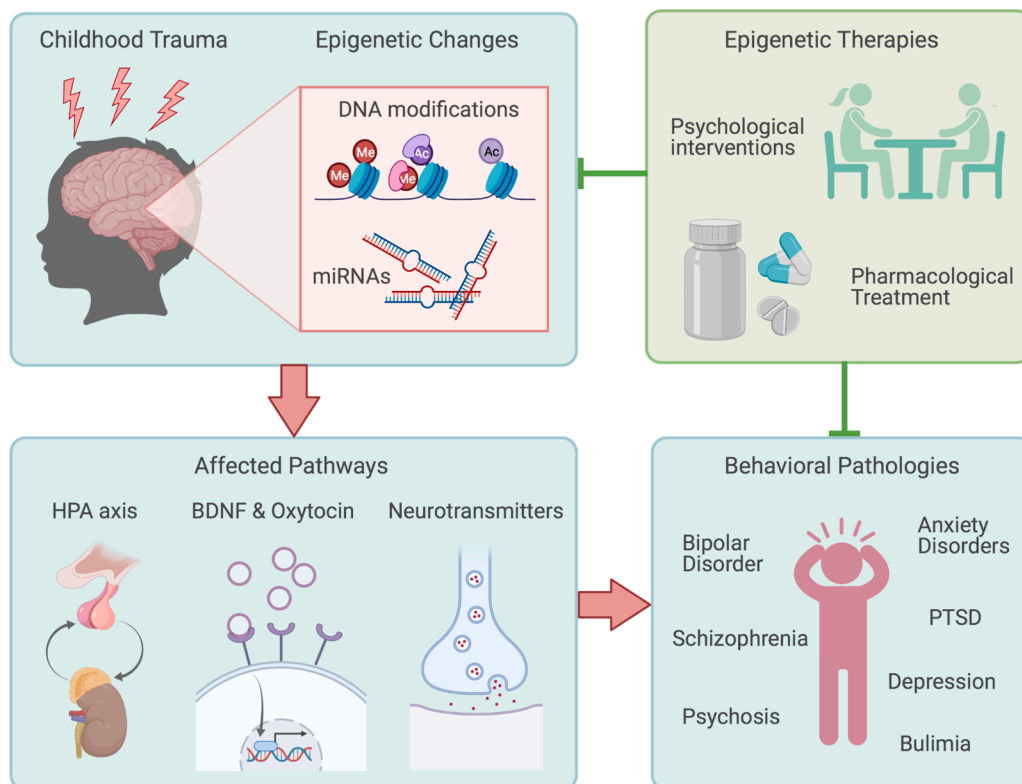 Childhood Trauma
Epigenetic Changes
DNA modifications
Me
Me
Ac
Me
Ac
miRNAs
Epigenetic Therapies
Psychological
interventions
Pharmacological
Treatment
Affected Pathways
HPA axis
BDNF & Oxytocin
Neurotransmitters
Behavioral Pathologies
Bipolar
Disorder
Anxiety
Disorders
Schizophrenia
PTSD
Psychosis
Depression
Bulimia